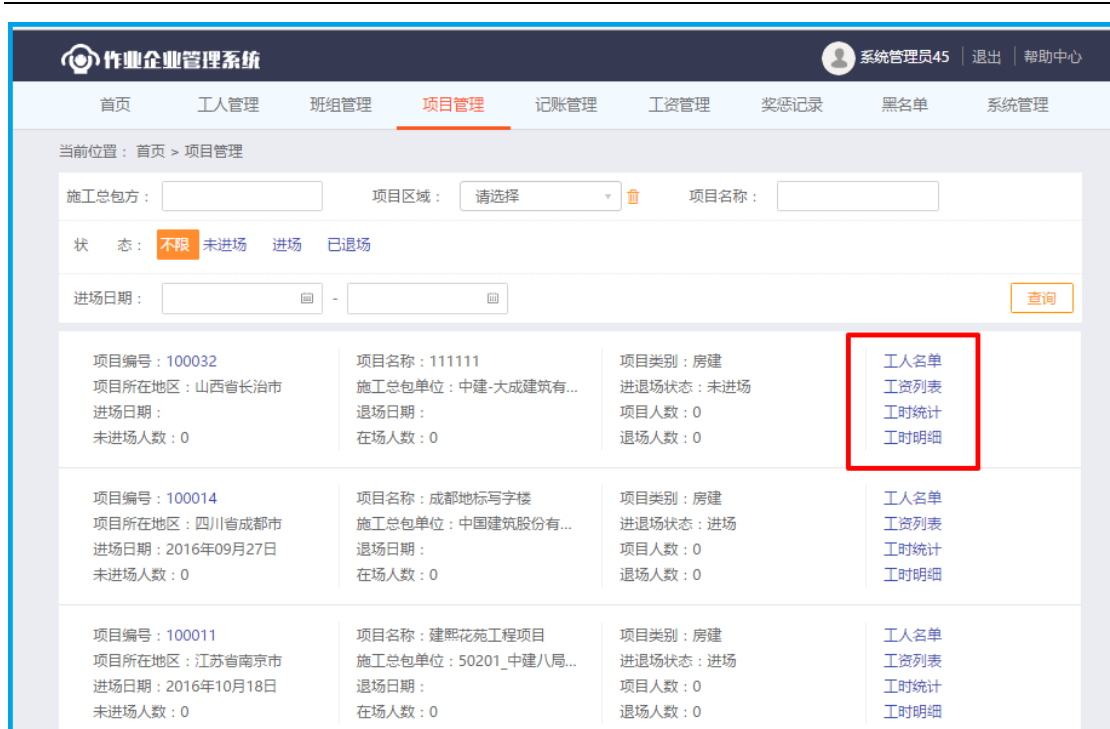 作业企业管理系统 系统管理员45 退出 帮助中心
首页 工人管理 班组管理 项目管理 记账管理 工资管理 奖惩记录 黑名单 系统管理
当前位置： 首页 > 项目管理
施工总包方： 项目区域： 请选择 项目名称：
状 态： 不限 未进场 进场 已退场
进场日期： - 查询
项目编号：100032 项目名称：111111 项目类别：房建 工人名单
项目所在地区：山西省长治市 施工总包单位：中建-大成建筑有... 进退场状态：未进场 工资列表
进场日期： 退场日期： 项目人数：0 工时统计
未进场人数：0 在场人数：0 退场人数：0 工时明细
项目编号：100014 项目名称：成都地标写字楼 项目类别：房建 工人名单
项目所在地区：四川省成都市 施工总包单位：中国建筑股份有... 进退场状态：进场 工资列表
进场日期：2016年09月27日 退场日期： 项目人数：0 工时统计
未进场人数：0 在场人数：0 退场人数：0 工时明细
项目编号：100011 项目名称：建熙花苑工程项目 项目类别：房建 工人名单
项目所在地区：江苏省南京市 施工总包单位：50201_中建八局... 进退场状态：进场 工资列表
进场日期：2016年10月18日 退场日期： 项目人数：0 工时统计
未进场人数：0 在场人数：0 退场人数：0 工时明细